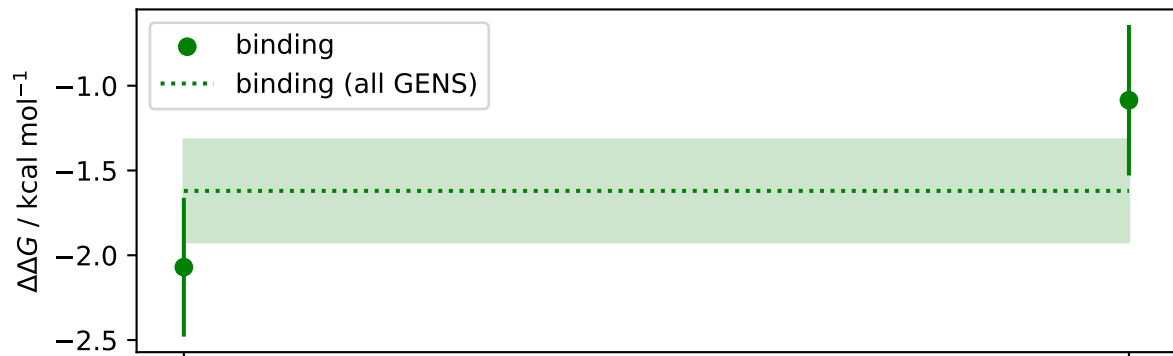 binding
binding (all GENS)
−1.0
−1.5
−2.0
−2.5
ΔΔG / kcal mol⁻¹